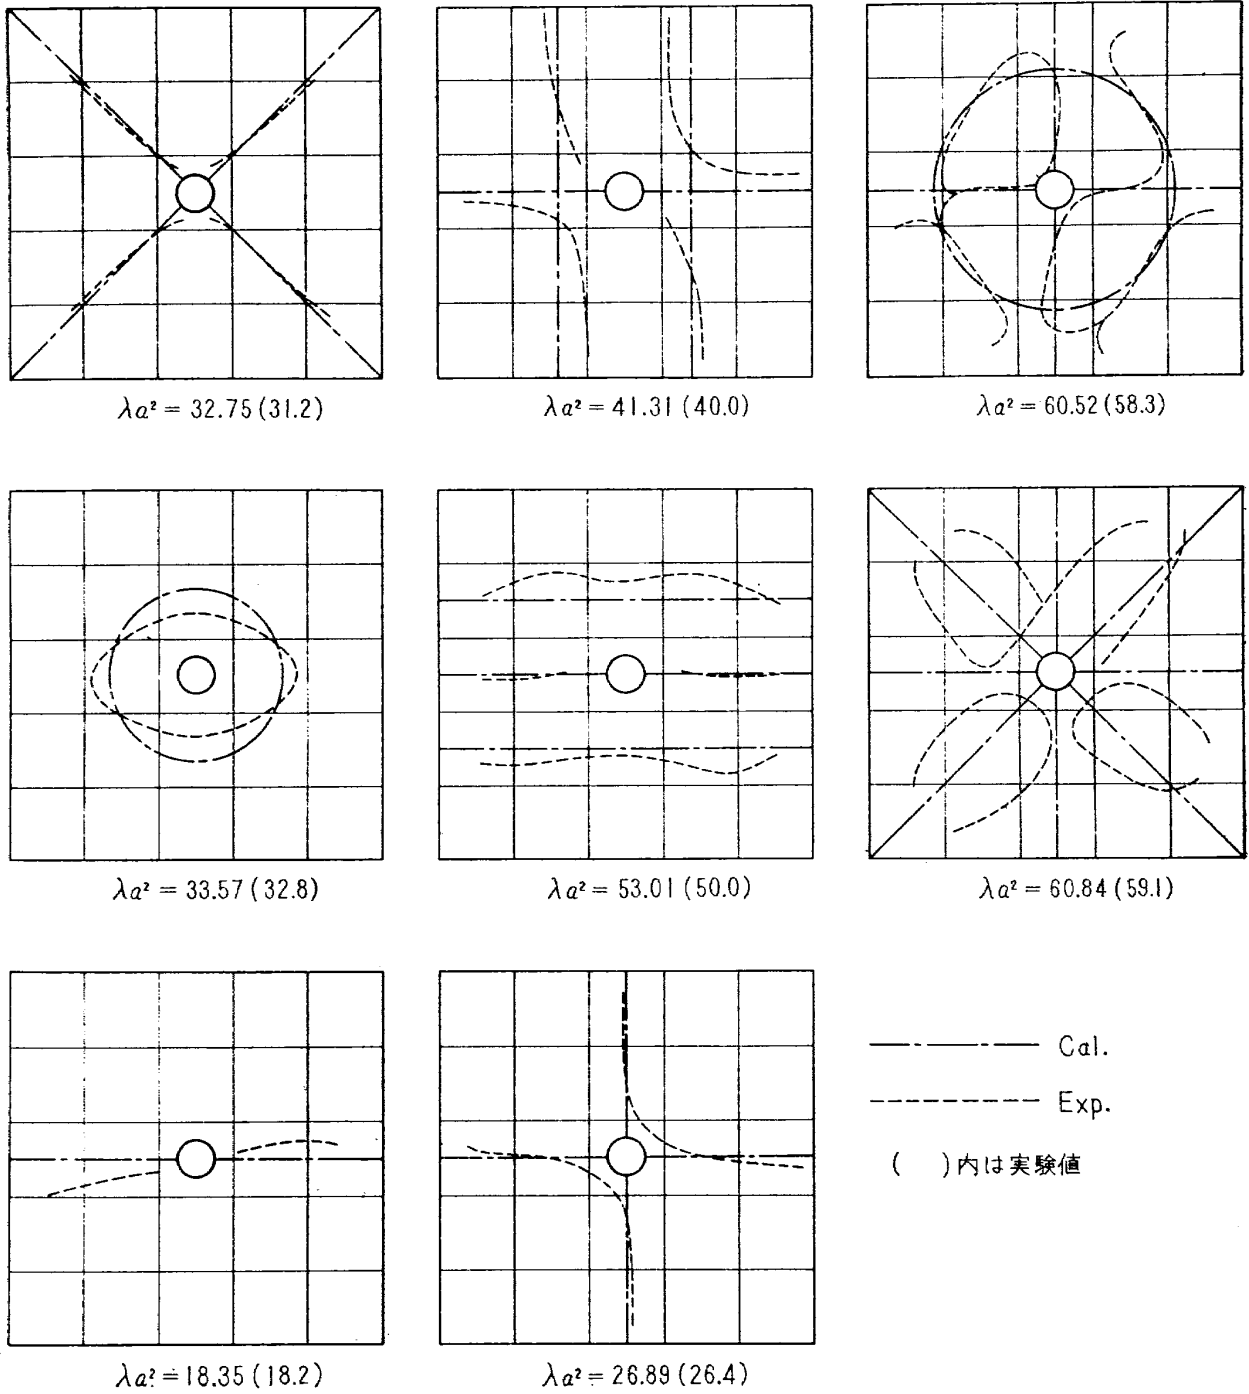 λa² = 32.75 (31.2)
λa² = 41.31 (40.0)
λa² = 60.52 (58.3)
λa² = 33.57 (32.8)
λa² = 53.01 (50.0)
λa² = 60.84 (59.1)
λa² = 18.35 (18.2)
λa² = 26.89 (26.4)
Cal.
Exp.
( )内は実験値